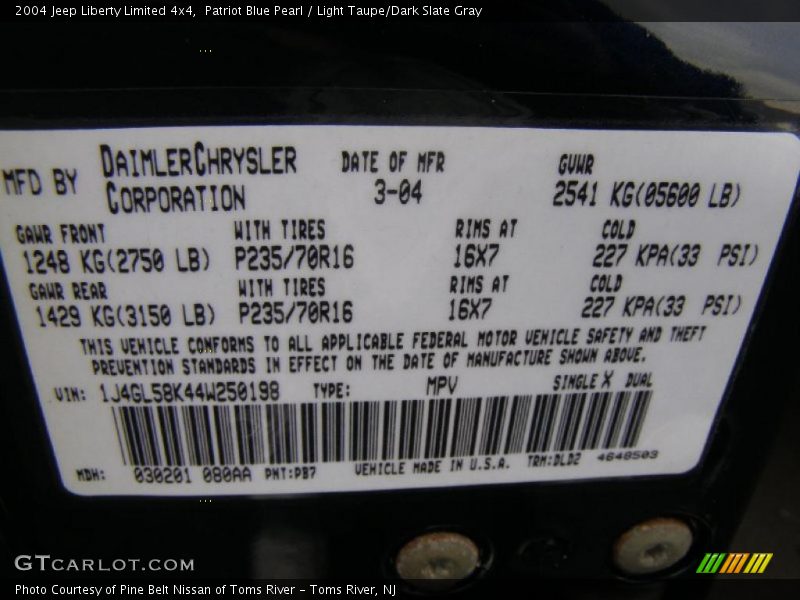 2004 Jeep Liberty Limited 4x4,  Patriot Blue Pearl / Light Taupe/Dark Slate Gray
MFD BY DAIMLERCHRYSLER CORPORATION DATE OF MFR 3-04 GVWR 2541 KG(05600 LB)
GAWR FRONT WITH TIRES RIMS AT COLD
1248 KG(2750 LB) P235/70R16 16X7 227 KPA(33 PSI)
GAWR REAR WITH TIRES RIMS AT COLD
1429 KG(3150 LB) P235/70R16 16X7 227 KPA(33 PSI)
THIS VEHICLE CONFORMS TO ALL APPLICABLE FEDERAL MOTOR VEHICLE SAFETY AND THEFT
PREVENTION STANDARDS IN EFFECT ON THE DATE OF MANUFACTURE SHOWN ABOVE.
VIN: 1J4GL58K44W250198 TYPE: MPV SINGLE X DUAL
MDH: 030201 080AA PNT:PB7 VEHICLE MADE IN U.S.A. TRM:DLD2 4648503
GTCARLOT.COM
Photo Courtesy of Pine Belt Nissan of Toms River – Toms River, NJ